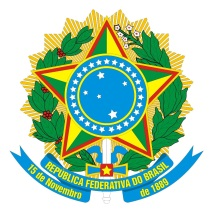 REPÚBLICA FEDERATIVA DO BRASIL
15 de Novembro
de 1889